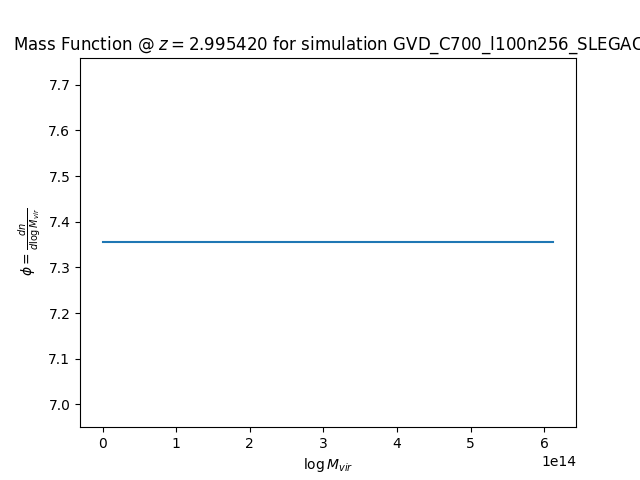 Mass Function @ z = 2.995420 for simulation GVD_C700_l100n256_SLEGAC
7.7
7.6
7.5
7.4
7.3
7.2
7.1
7.0
ϕ = dn / d log M_vir
0 1 2 3 4 5 6
1e14
log M_vir